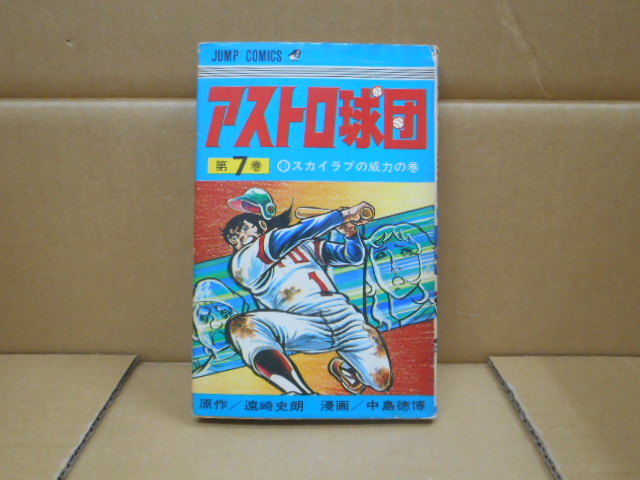 JUMP COMICS
アストロ球団
第7巻
スカイラブの威力の巻
1
原作/遠崎史朗 漫画/中島徳博